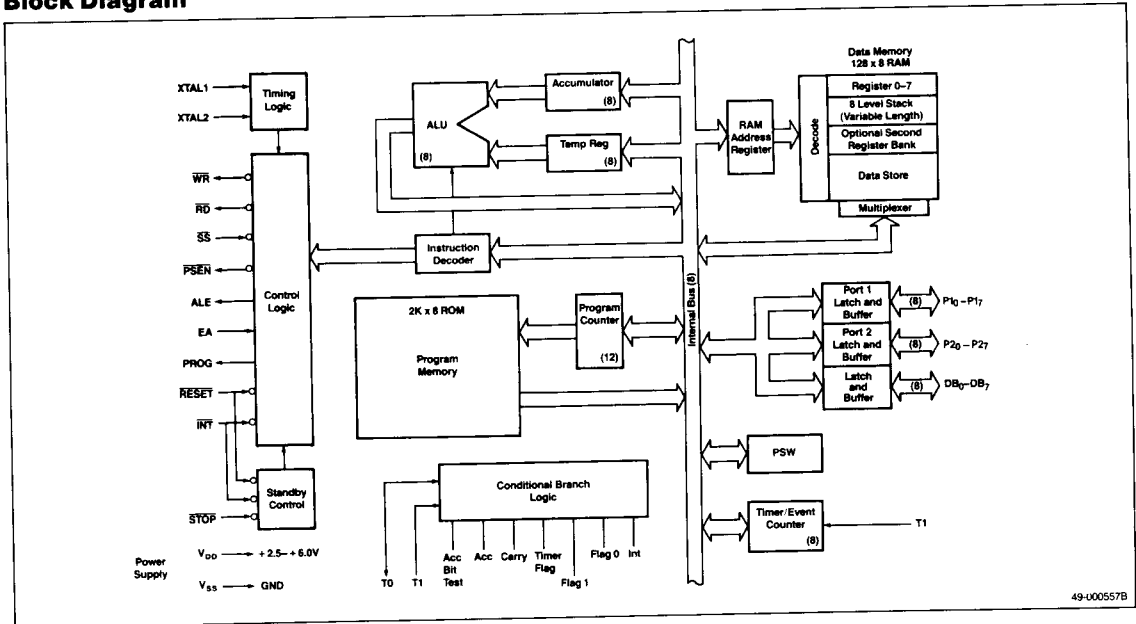 Block Diagram
XTAL1
XTAL2
Timing
Logic
WR
RD
SS
PSEN
ALE
EA
PROG
RESET
INT
STOP
Control
Logic
Standby
Control
Power
Supply
VDD
+2.5–+6.0V
VSS
GND
ALU
(8)
Accumulator
(8)
Temp Reg
(8)
Instruction
Decoder
2K x 8 ROM
Program
Memory
Program
Counter
(12)
Conditional Branch
Logic
T0
T1
Acc
Bit
Test
Acc
Carry
Timer
Flag
Flag 1
Flag 0
Int
Internal Bus (8)
RAM
Address
Register
Data Memory
128 x 8 RAM
Decode
Register 0–7
8 Level Stack
(Variable Length)
Optional Second
Register Bank
Data Store
Multiplexer
Port 1
Latch and
Buffer
(8)
P10–P17
Port 2
Latch and
Buffer
(8)
P20–P27
Latch
and
Buffer
(8)
DB0–DB7
PSW
Timer/Event
Counter
(8)
T1
49-000557B